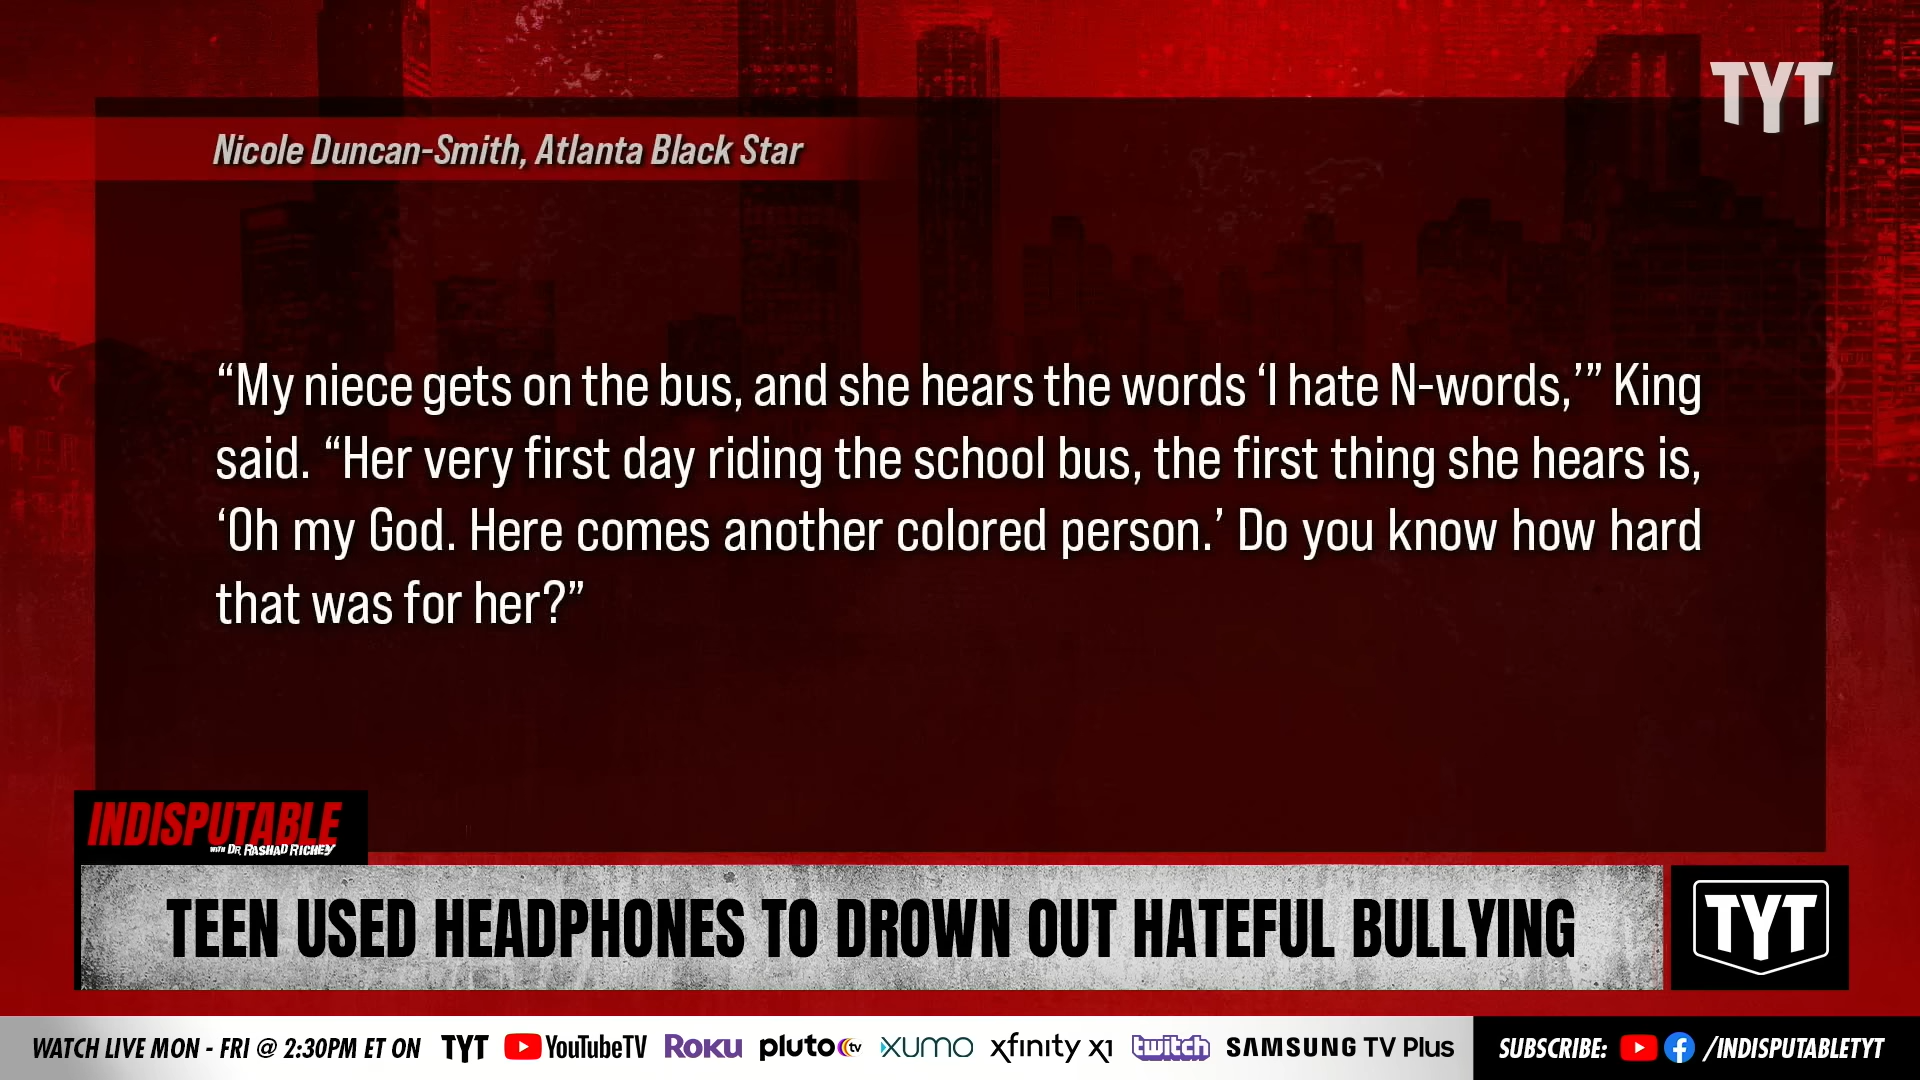 TYT
Nicole Duncan-Smith, Atlanta Black Star
“My niece gets on the bus, and she hears the words ‘I hate N-words,’” King
said. “Her very first day riding the school bus, the first thing she hears is,
‘Oh my God. Here comes another colored person.’ Do you know how hard
that was for her?”
INDISPUTABLE
WITH DR RASHAD RICHEY
TEEN USED HEADPHONES TO DROWN OUT HATEFUL BULLYING
TYT
WATCH LIVE MON - FRI @ 2:30PM ET ON TYT YouTubeTV ROKU pluto tv xumo xfinity x1 twitch SAMSUNG TV Plus SUBSCRIBE: /INDISPUTABLETYT